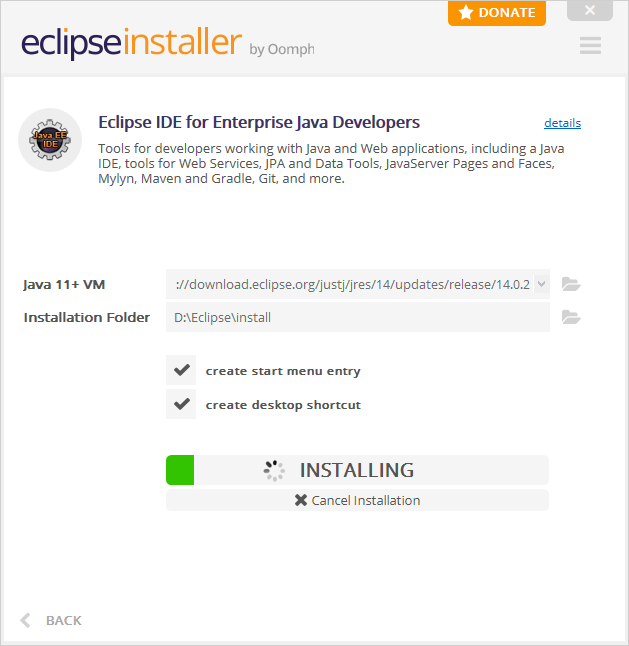 DONATE
eclipseinstaller by Oomph
Java EE
IDE
Eclipse IDE for Enterprise Java Developers
details
Tools for developers working with Java and Web applications, including a Java
IDE, tools for Web Services, JPA and Data Tools, JavaServer Pages and Faces,
Mylyn, Maven and Gradle, Git, and more.
Java 11+ VM
://download.eclipse.org/justj/jres/14/updates/release/14.0.2
Installation Folder
D:\Eclipse\install
create start menu entry
create desktop shortcut
INSTALLING
Cancel Installation
BACK